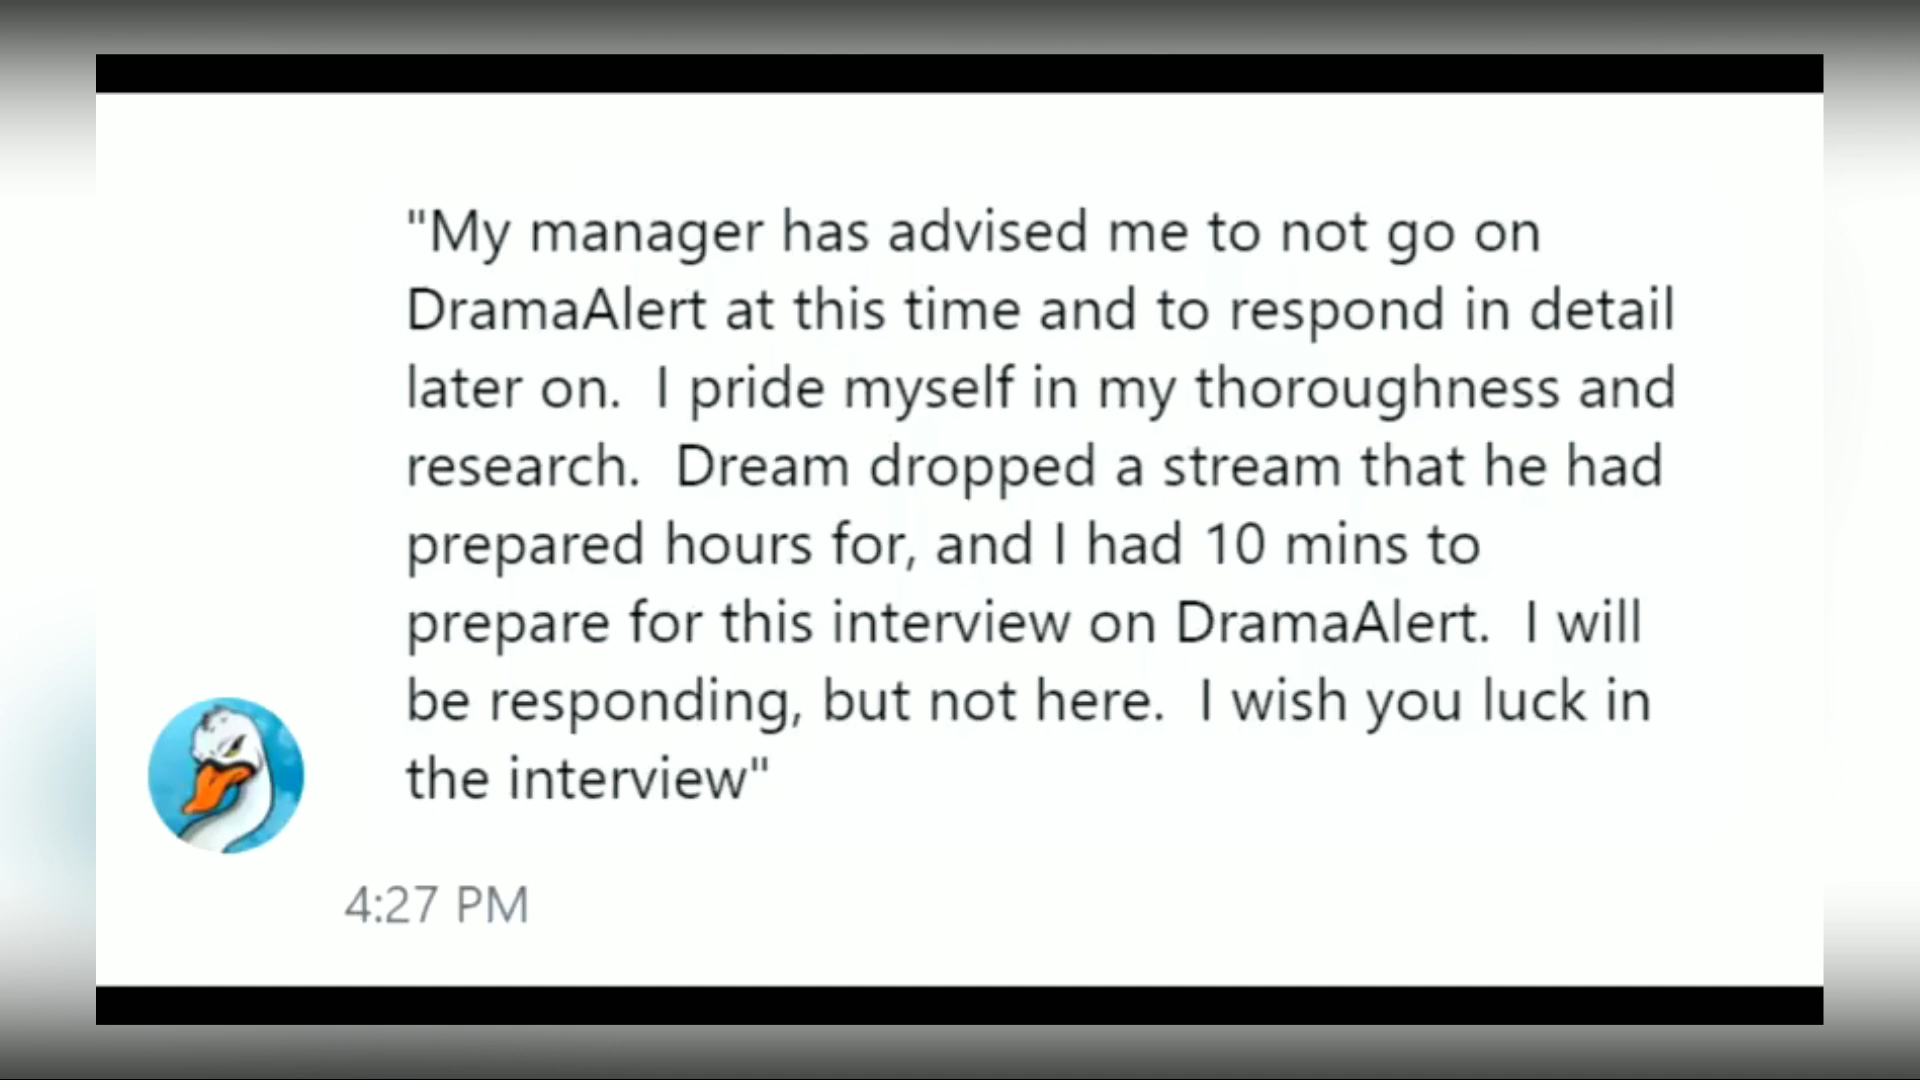 "My manager has advised me to not go on
DramaAlert at this time and to respond in detail
later on.  I pride myself in my thoroughness and
research.  Dream dropped a stream that he had
prepared hours for, and I had 10 mins to
prepare for this interview on DramaAlert.  I will
be responding, but not here.  I wish you luck in
the interview"
4:27 PM